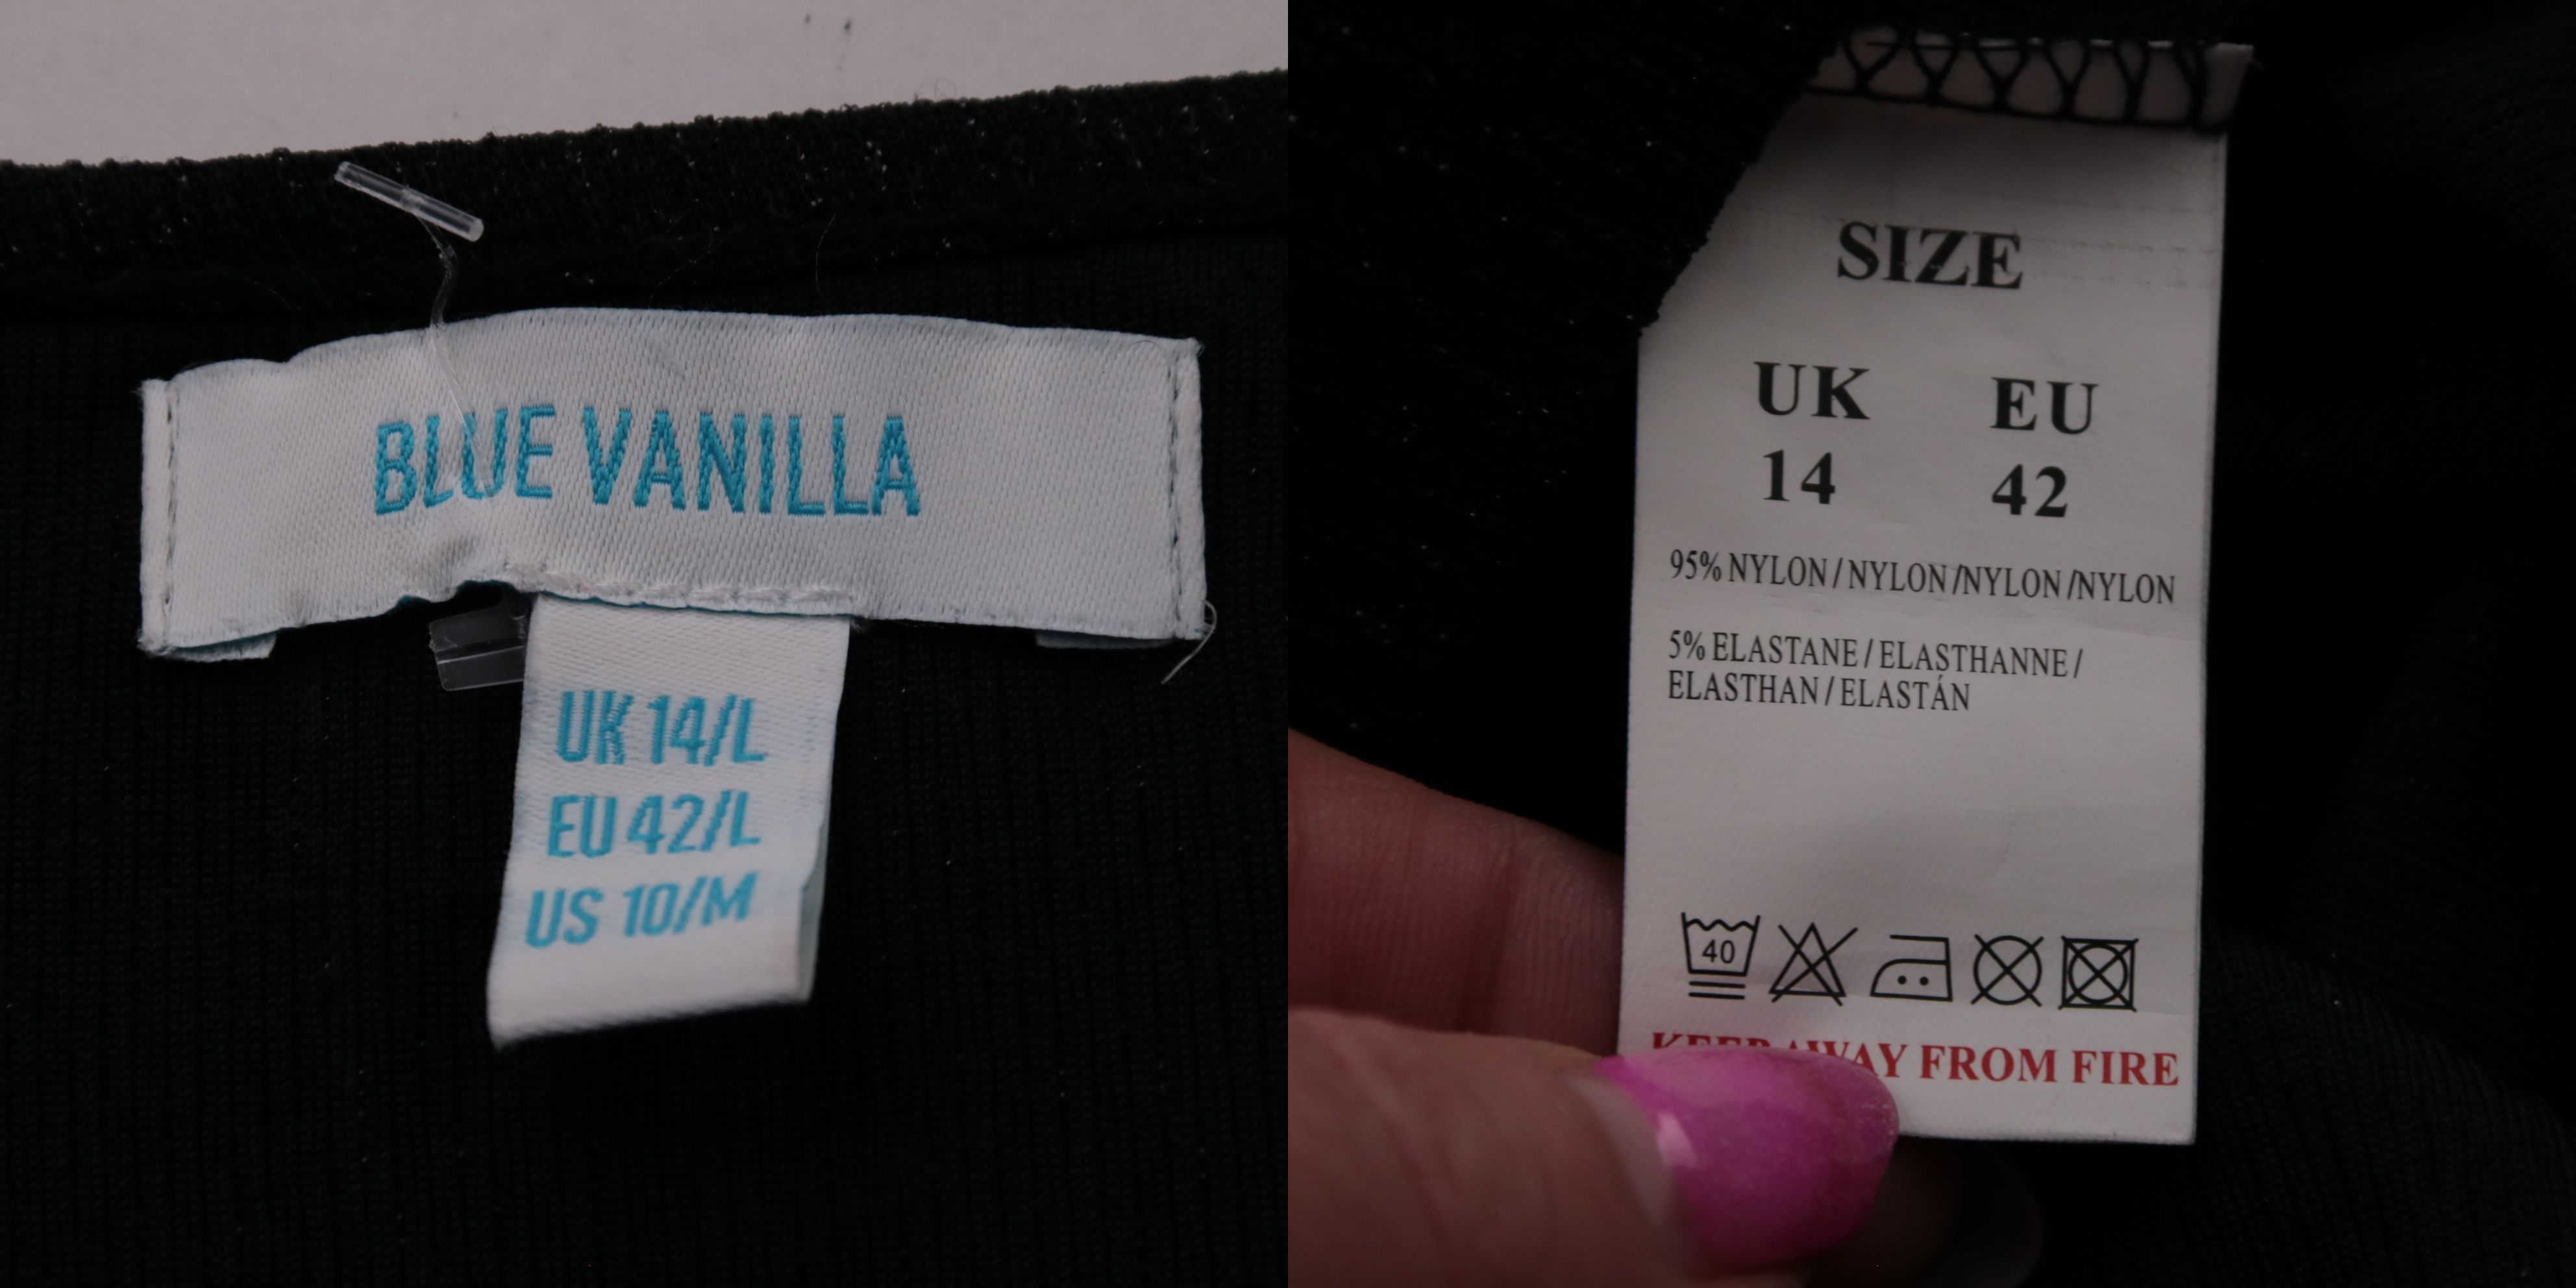 BLUE VANILLA
UK 14/L
EU 42/L
US 10/M
SIZE
UK EU
14 42
95% NYLON / NYLON /NYLON /NYLON
5% ELASTANE / ELASTHANNE /
ELASTHAN / ELASTÁN
40
KEEP AWAY FROM FIRE